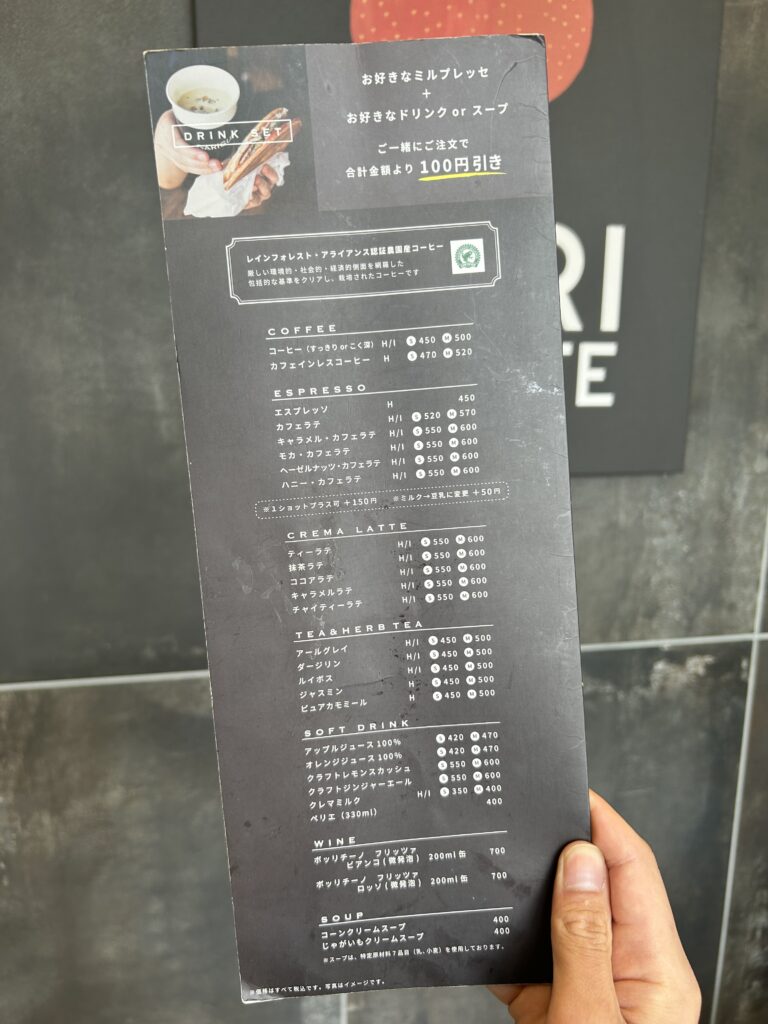 DRINK SET
お好きなミルプレッセ
+
お好きなドリンク or スープ
ご一緒にご注文で
合計金額より 100円引き
レインフォレスト・アライアンス認証農園産コーヒー
厳しい環境的・社会的・経済的側面を網羅した
包括的な基準をクリアし、栽培されたコーヒーです
COFFEE
コーヒー (すっきり or こく深) H/I S 450 M 500
カフェインレスコーヒー H S 470 M 520
ESPRESSO
エスプレッソ H 450
カフェラテ H/I S 520 M 570
キャラメル・カフェラテ H/I S 550 M 600
モカ・カフェラテ H/I S 550 M 600
ヘーゼルナッツ・カフェラテ H/I S 550 M 600
ハニー・カフェラテ H/I S 550 M 600
※1ショットプラス可 +150円 ※ミルク→豆乳に変更 +50円
CREMA LATTE
ティーラテ H/I S 550 M 600
抹茶ラテ H/I S 550 M 600
ココアラテ H/I S 550 M 600
キャラメルラテ H/I S 550 M 600
チャイティーラテ H/I S 550 M 600
TEA&HERB TEA
アールグレイ H/I S 450 M 500
ダージリン H/I S 450 M 500
ルイボス H/I S 450 M 500
ジャスミン H S 450 M 500
ピュアカモミール H S 450 M 500
SOFT DRINK
アップルジュース 100% S 420 M 470
オレンジジュース 100% S 420 M 470
クラフトレモンスカッシュ S 550 M 600
クラフトジンジャーエール S 550 M 600
クレマミルク H/I S 350 M 400
ペリエ (330ml) 400
WINE
ボッリチーノ フリッツァ
ビアンコ (微発泡) 200ml 缶 700
ボッリチーノ フリッツァ
ロッソ (微発泡) 200ml 缶 700
SOUP
コーンクリームスープ 400
じゃがいもクリームスープ 400
※スープは、特定原材料7品目 (乳、小麦) を使用しております。
※価格はすべて税込です。写真はイメージです。
RI
TE